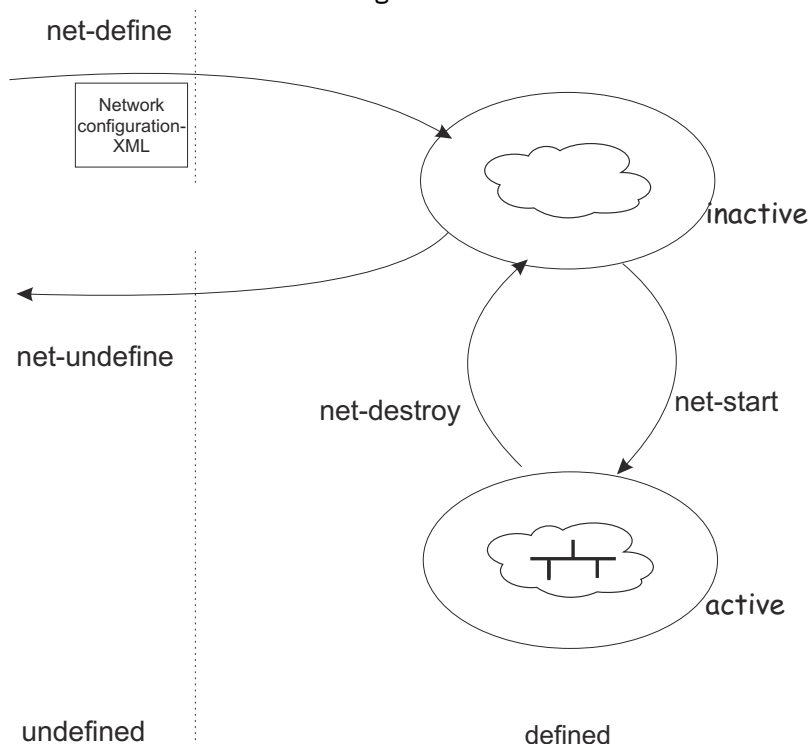 net-define
Network
configuration-
XML
inactive
net-undefine
net-destroy
net-start
active
undefined
defined